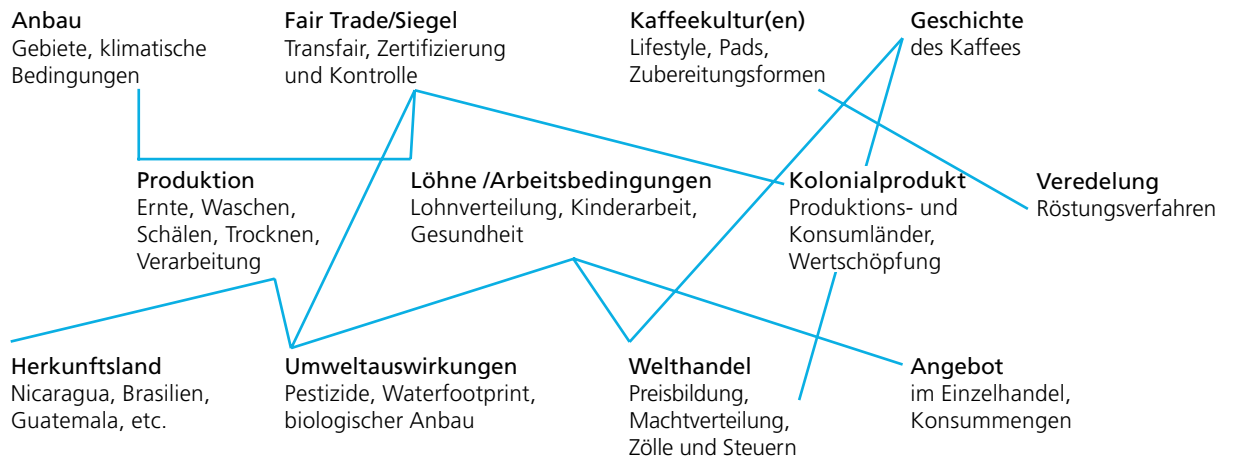 Anbau
Gebiete, klimatische
Bedingungen
Fair Trade/Siegel
Transfair, Zertifizierung
und Kontrolle
Kaffeekultur(en)
Lifestyle, Pads,
Zubereitungsformen
Geschichte
des Kaffees
Produktion
Ernte, Waschen,
Schälen, Trocknen,
Verarbeitung
Löhne /Arbeitsbedingungen
Lohnverteilung, Kinderarbeit,
Gesundheit
Kolonialprodukt
Produktions- und
Konsumländer,
Wertschöpfung
Veredelung
Röstungsverfahren
Herkunftsland
Nicaragua, Brasilien,
Guatemala, etc.
Umweltauswirkungen
Pestizide, Waterfootprint,
biologischer Anbau
Welthandel
Preisbildung,
Machtverteilung,
Zölle und Steuern
Angebot
im Einzelhandel,
Konsummengen